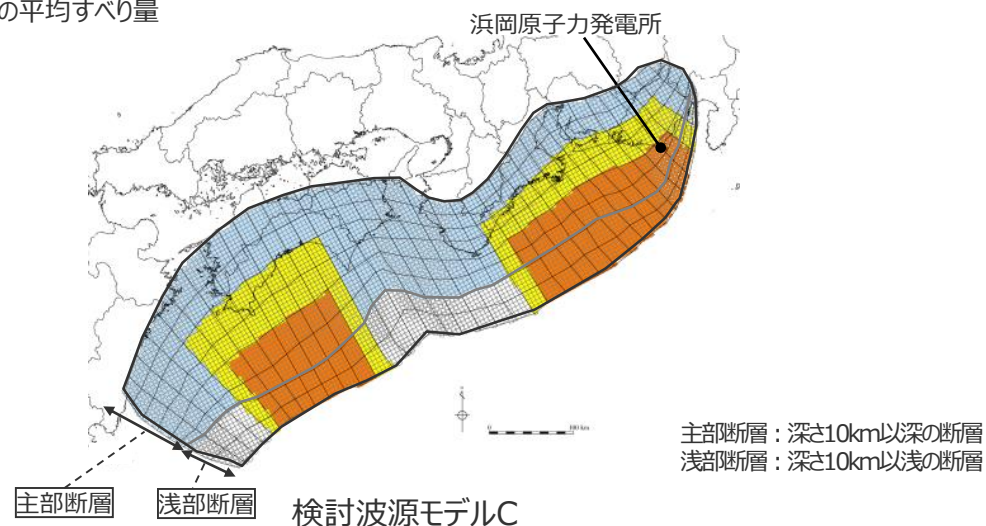 の平均すべり量
浜岡原子力発電所
主部断層：深さ10km以深の断層
浅部断層：深さ10km以浅の断層
主部断層
浅部断層
検討波源モデルC